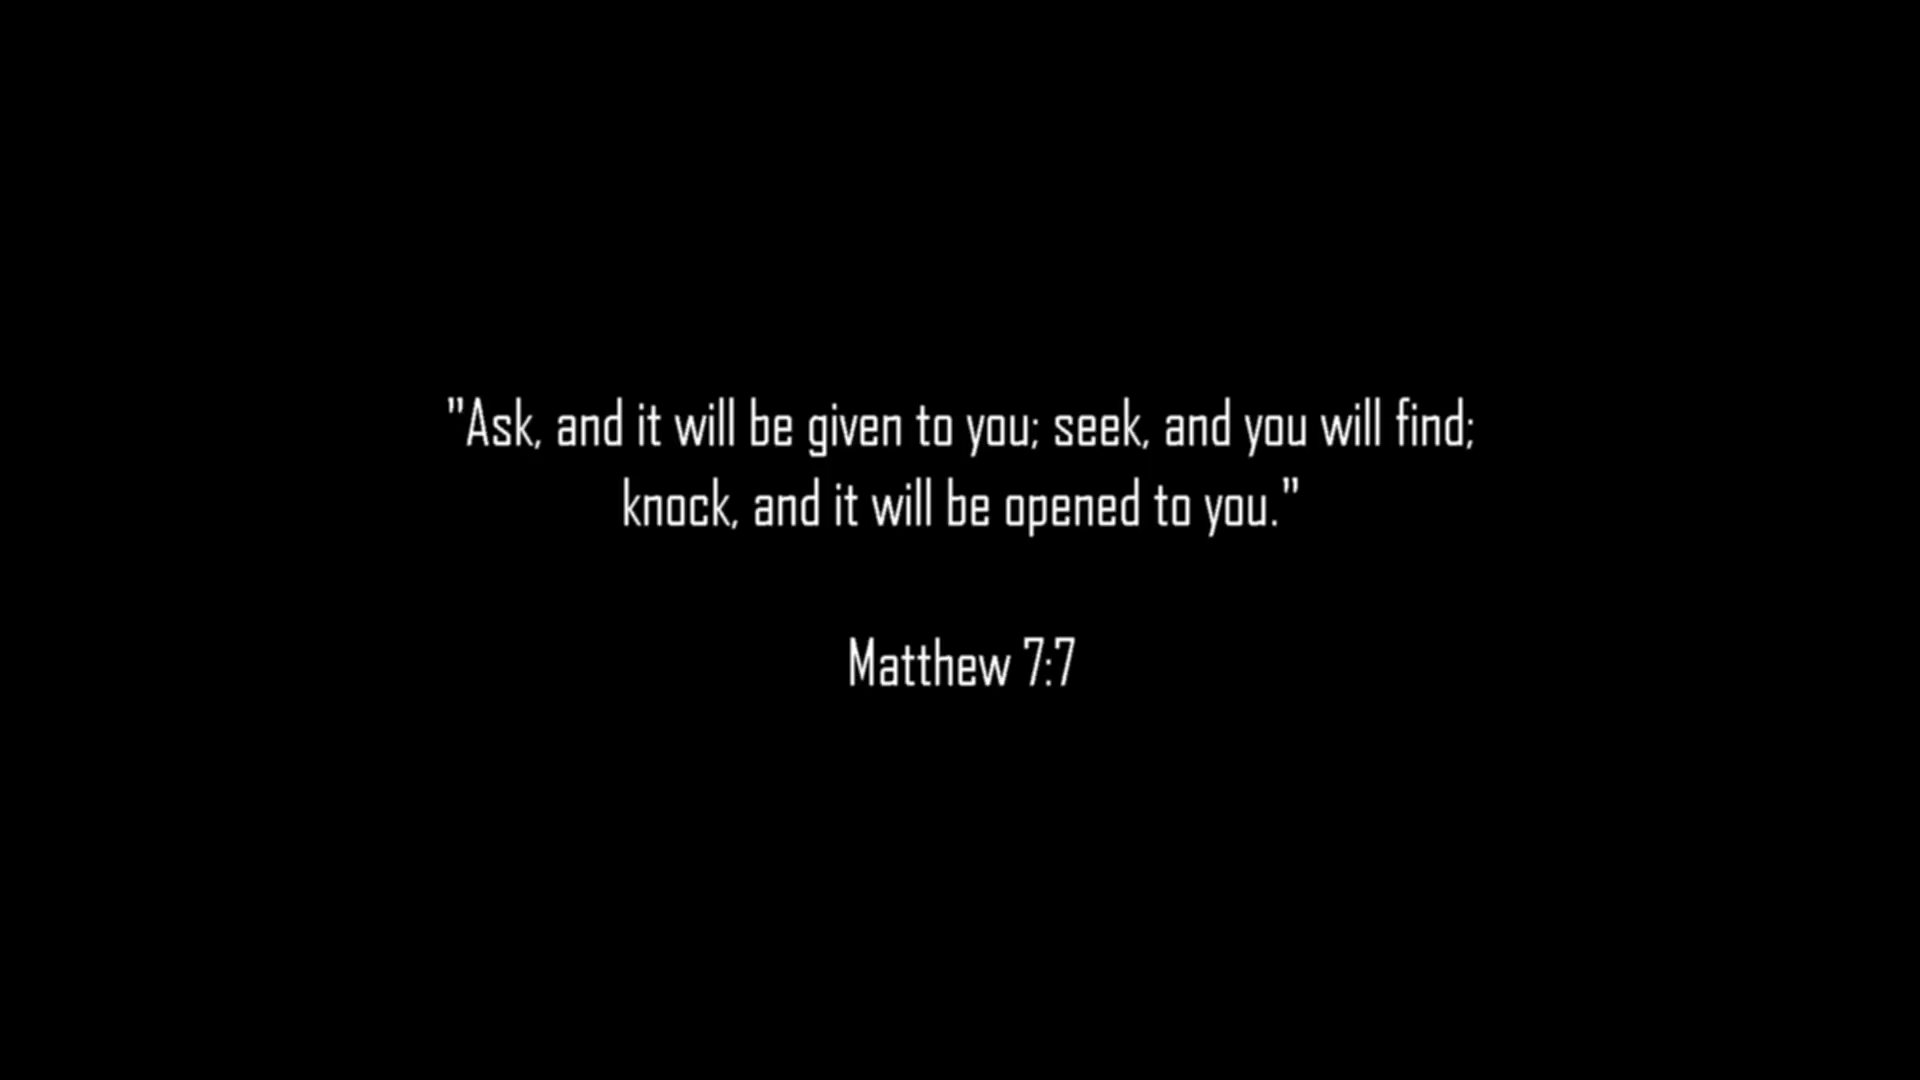 "Ask, and it will be given to you; seek, and you will find;
knock, and it will be opened to you."
Matthew 7:7